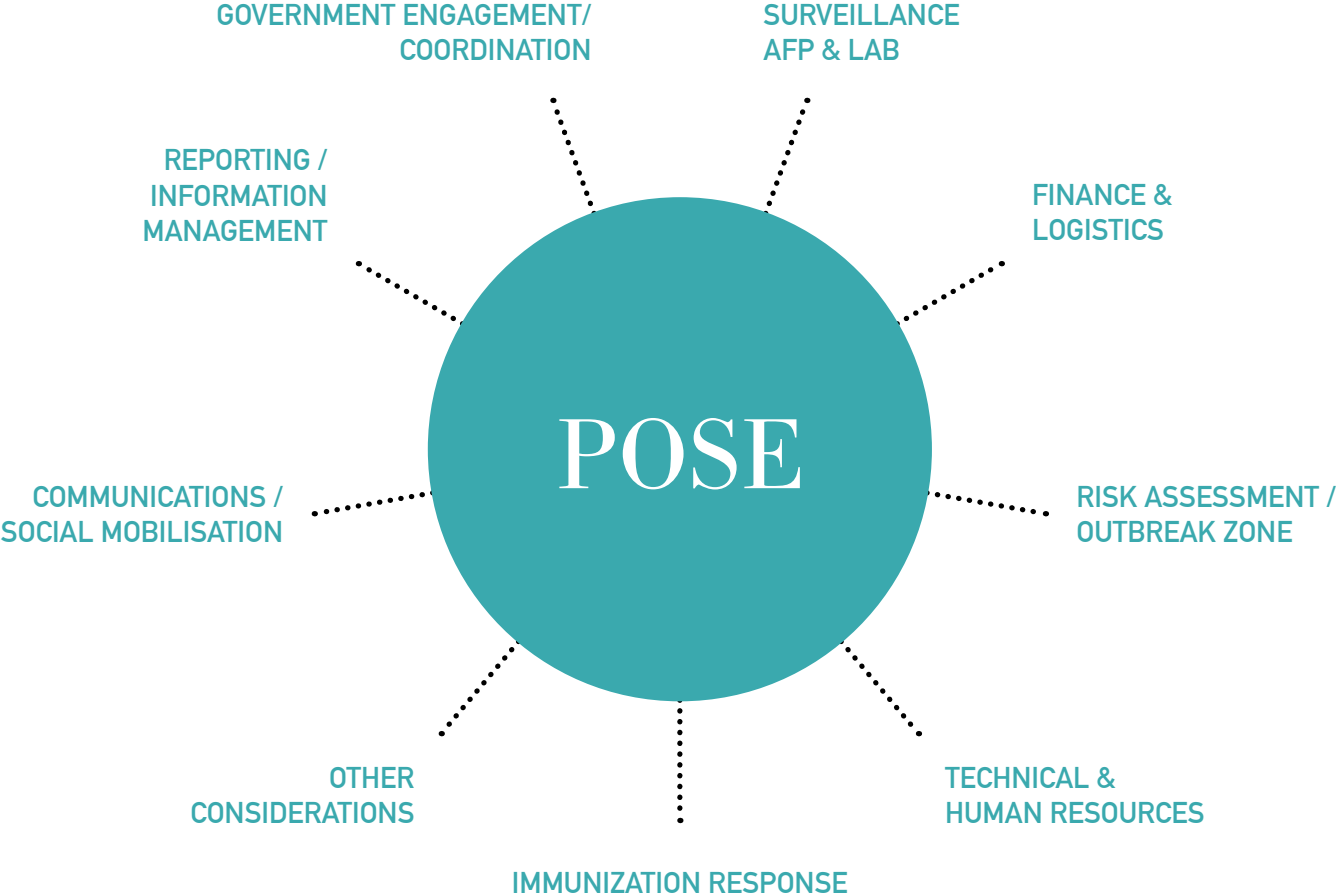 GOVERNMENT ENGAGEMENT/
COORDINATION
SURVEILLANCE
AFP & LAB
REPORTING /
INFORMATION
MANAGEMENT
FINANCE &
LOGISTICS
POSE
COMMUNICATIONS /
SOCIAL MOBILISATION
RISK ASSESSMENT /
OUTBREAK ZONE
OTHER
CONSIDERATIONS
TECHNICAL &
HUMAN RESOURCES
IMMUNIZATION RESPONSE